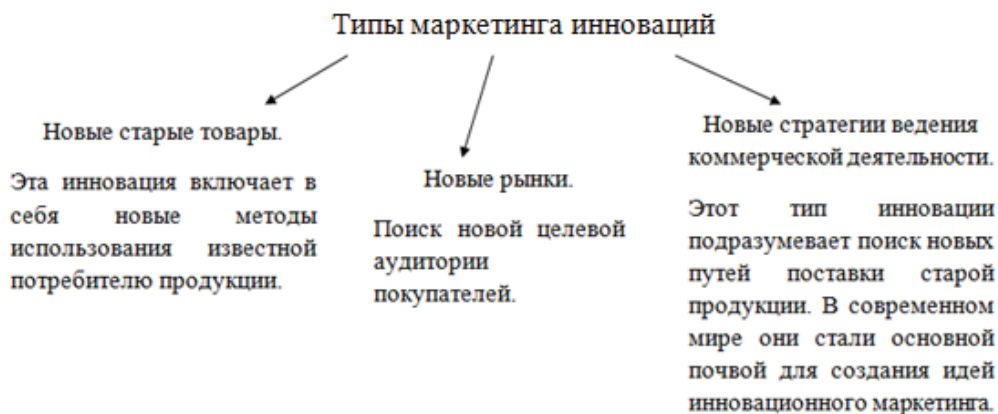 Типы маркетинга инноваций
Новые старые товары.
Эта инновация включает в
себя новые методы
использования известной
потребителю продукции.
Новые рынки.
Поиск новой целевой
аудитории
покупателей.
Новые стратегии ведения
коммерческой деятельности.
Этот тип инновации
подразумевает поиск новых
путей поставки старой
продукции. В современном
мире они стали основной
почвой для создания идей
инновационного маркетинга.